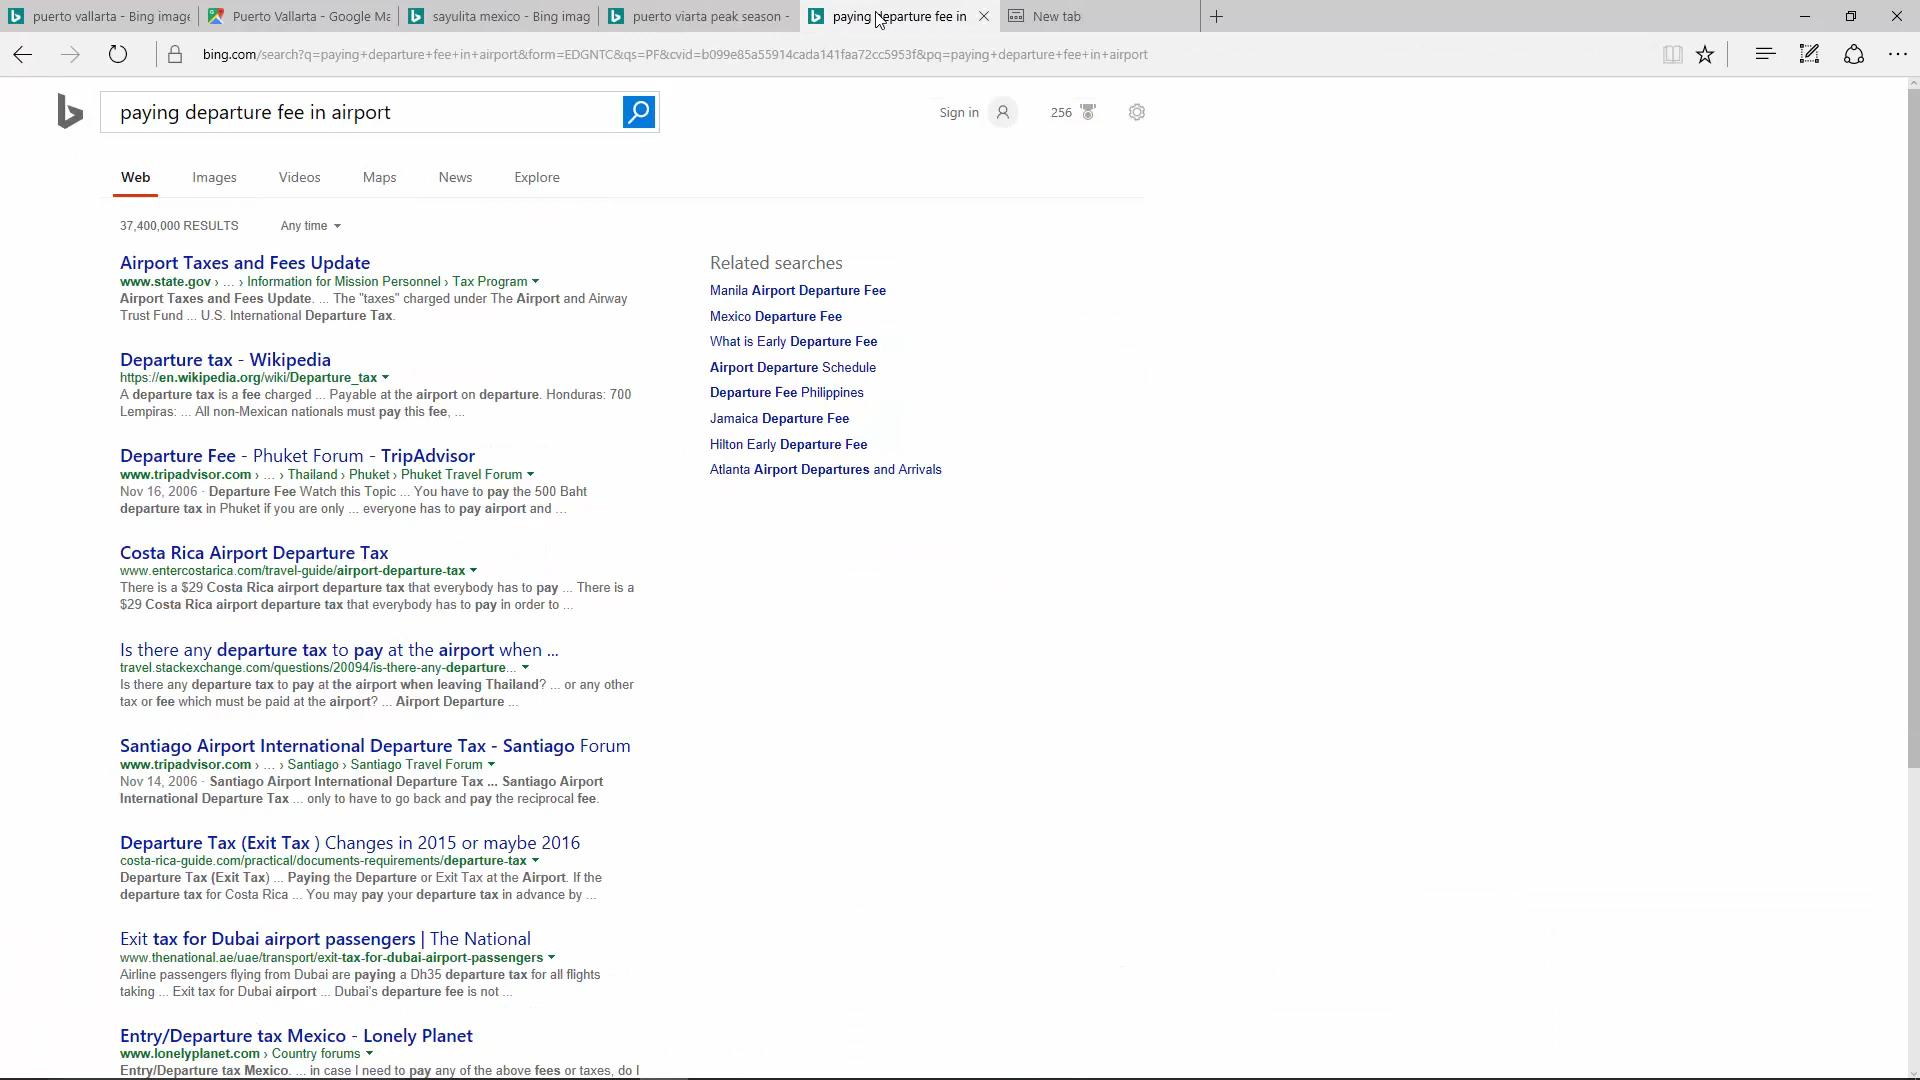 puerto vallarta - Bing image
Puerto Vallarta - Google Ma
sayulita mexico - Bing imag
puerto viarta peak season -
paying departure fee in
New tab
bing.com/search?q=paying+departure+fee+in+airport&form=EDGNTC&qs=PF&cvid=b099e85a55914cada141faa72cc5953f&pq=paying+departure+fee+in+airport
paying departure fee in airport
Sign in
256
Web
Images
Videos
Maps
News
Explore
37,400,000 RESULTS
Any time
Airport Taxes and Fees Update
www.state.gov › ... › Information for Mission Personnel › Tax Program
Airport Taxes and Fees Update. ... The "taxes" charged under The Airport and Airway
Trust Fund ... U.S. International Departure Tax.
Departure tax - Wikipedia
https://en.wikipedia.org/wiki/Departure_tax
A departure tax is a fee charged ... Payable at the airport on departure. Honduras: 700
Lempiras: ... All non-Mexican nationals must pay this fee, ...
Departure Fee - Phuket Forum - TripAdvisor
www.tripadvisor.com › ... › Thailand › Phuket › Phuket Travel Forum
Nov 16, 2006 · Departure Fee Watch this Topic ... You have to pay the 500 Baht
departure tax in Phuket if you are only ... everyone has to pay airport and ...
Costa Rica Airport Departure Tax
www.entercostarica.com/travel-guide/airport-departure-tax
There is a $29 Costa Rica airport departure tax that everybody has to pay ... There is a
$29 Costa Rica airport departure tax that everybody has to pay in order to ...
Is there any departure tax to pay at the airport when ...
travel.stackexchange.com/questions/20094/is-there-any-departure...
Is there any departure tax to pay at the airport when leaving Thailand? ... or any other
tax or fee which must be paid at the airport? ... Airport Departure ...
Santiago Airport International Departure Tax - Santiago Forum
www.tripadvisor.com › ... › Santiago › Santiago Travel Forum
Nov 14, 2006 · Santiago Airport International Departure Tax ... Santiago Airport
International Departure Tax ... only to have to go back and pay the reciprocal fee.
Departure Tax (Exit Tax ) Changes in 2015 or maybe 2016
costa-rica-guide.com/practical/documents-requirements/departure-tax
Departure Tax (Exit Tax) ... Paying the Departure or Exit Tax at the Airport. If the
departure tax for Costa Rica ... You may pay your departure tax in advance by ...
Exit tax for Dubai airport passengers | The National
www.thenational.ae/uae/transport/exit-tax-for-dubai-airport-passengers
Airline passengers flying from Dubai are paying a Dh35 departure tax for all flights
taking ... Exit tax for Dubai airport ... Dubai's departure fee is not ...
Entry/Departure tax Mexico - Lonely Planet
www.lonelyplanet.com › Country forums
Entry/Departure tax Mexico. ... in case I need to pay any of the above fees or taxes, do I
Related searches
Manila Airport Departure Fee
Mexico Departure Fee
What is Early Departure Fee
Airport Departure Schedule
Departure Fee Philippines
Jamaica Departure Fee
Hilton Early Departure Fee
Atlanta Airport Departures and Arrivals